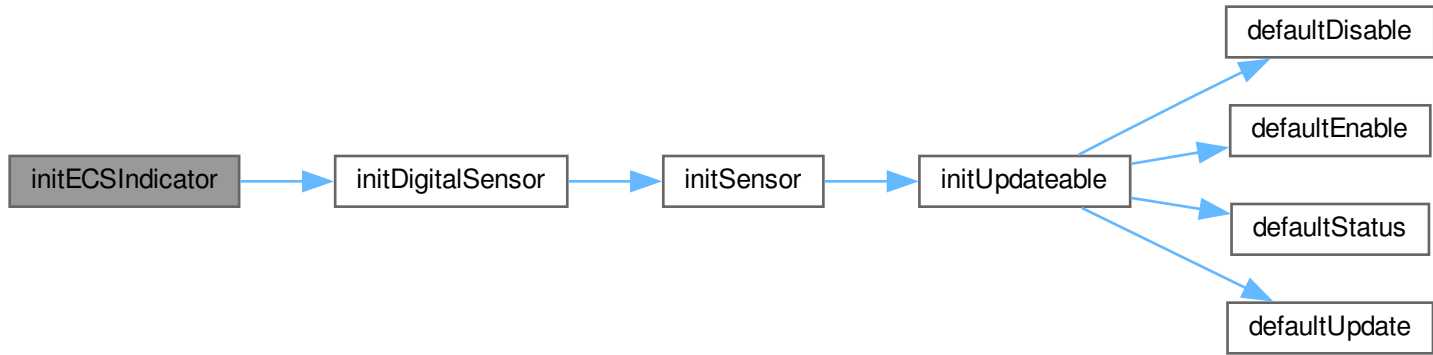 initECSIndicator
initDigitalSensor
initSensor
initUpdateable
defaultDisable
defaultEnable
defaultStatus
defaultUpdate